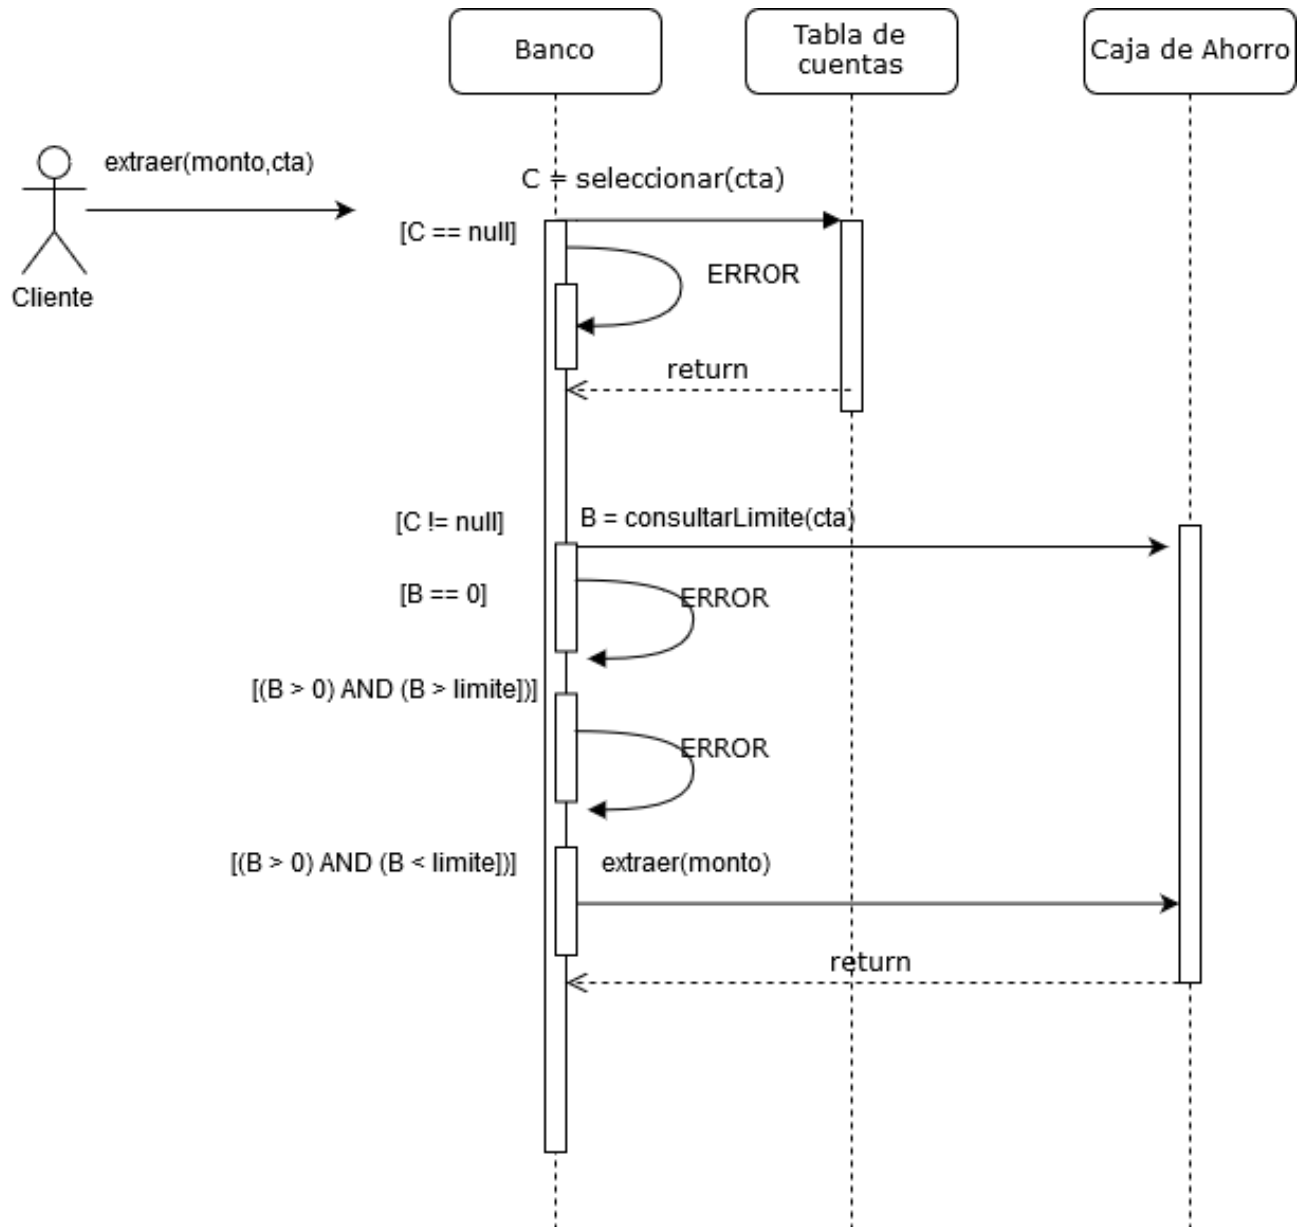 Banco
Tabla de
cuentas
Caja de Ahorro
extraer(monto,cta)
C = seleccionar(cta)
[C == null]
ERROR
Cliente
return
[C != null]
B = consultarLimite(cta)
[B == 0]
ERROR
[(B > 0) AND (B > limite])]
ERROR
[(B > 0) AND (B < limite])]
extraer(monto)
return